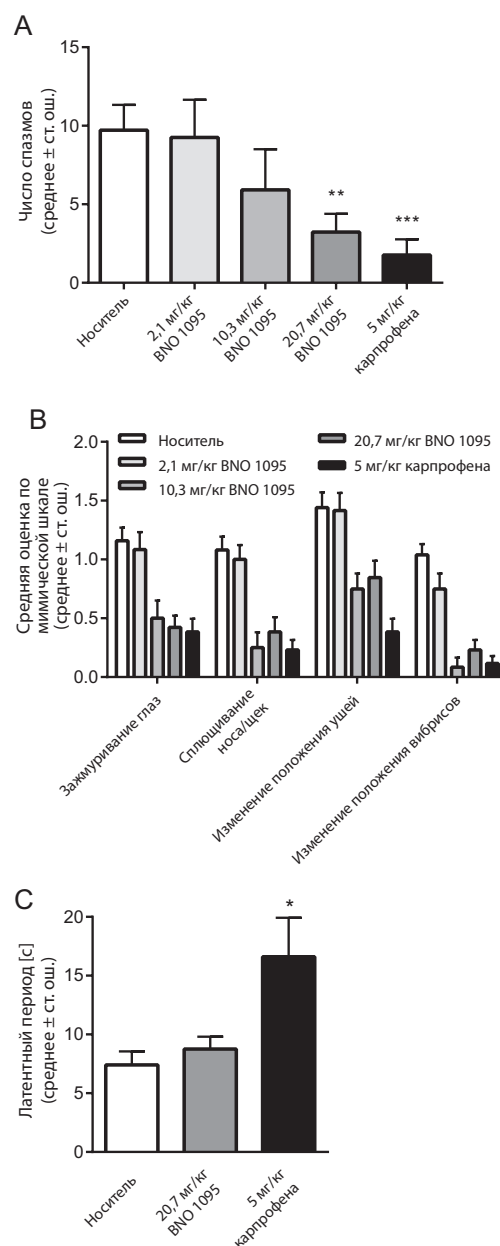 A
Число спазмов
(среднее ± ст. ош.)
15
10
5
0
**
***
Носитель
2,1 мг/кг
BNO 1095
10,3 мг/кг
BNO 1095
20,7 мг/кг
BNO 1095
5 мг/кг
карпрофена
B
Средняя оценка по
мимической шкале
(среднее ± ст. ош.)
2.0
1.5
1.0
0.5
0.0
Носитель
2,1 мг/кг BNO 1095
10,3 мг/кг BNO 1095
20,7 мг/кг BNO 1095
5 мг/кг карпрофена
Зажмуривание глаз
Сплющивание
носа/щек
Изменение положения ушей
Изменение положения вибрисов
C
Латентный период [с]
(среднее ± ст. ош.)
20
15
10
5
0
*
Носитель
20,7 мг/кг
BNO 1095
5 мг/кг
карпрофена